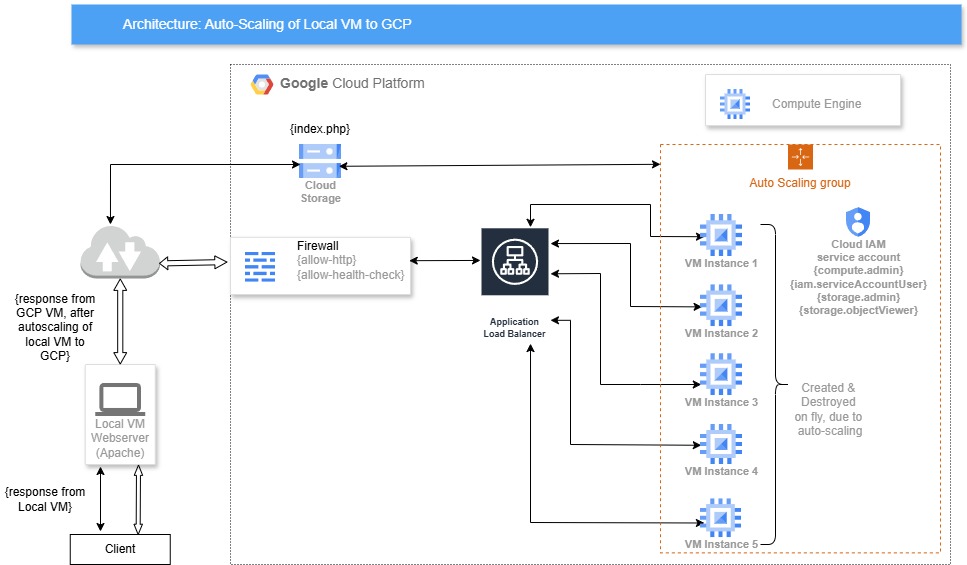 Architecture: Auto-Scaling of Local VM to GCP
Google Cloud Platform
Compute Engine
{index.php}
Cloud
Storage
Auto Scaling group
Cloud IAM
service account
{compute.admin}
{iam.serviceAccountUser}
{storage.admin}
{storage.objectViewer}
Firewall
{allow-http}
{allow-health-check}
Application
Load Balancer
VM Instance 1
VM Instance 2
VM Instance 3
VM Instance 4
VM Instance 5
Created &
Destroyed
on fly, due to
auto-scaling
{response from
GCP VM, after
autoscaling of
local VM to
GCP}
Local VM
Webserver
(Apache)
{response from
Local VM}
Client